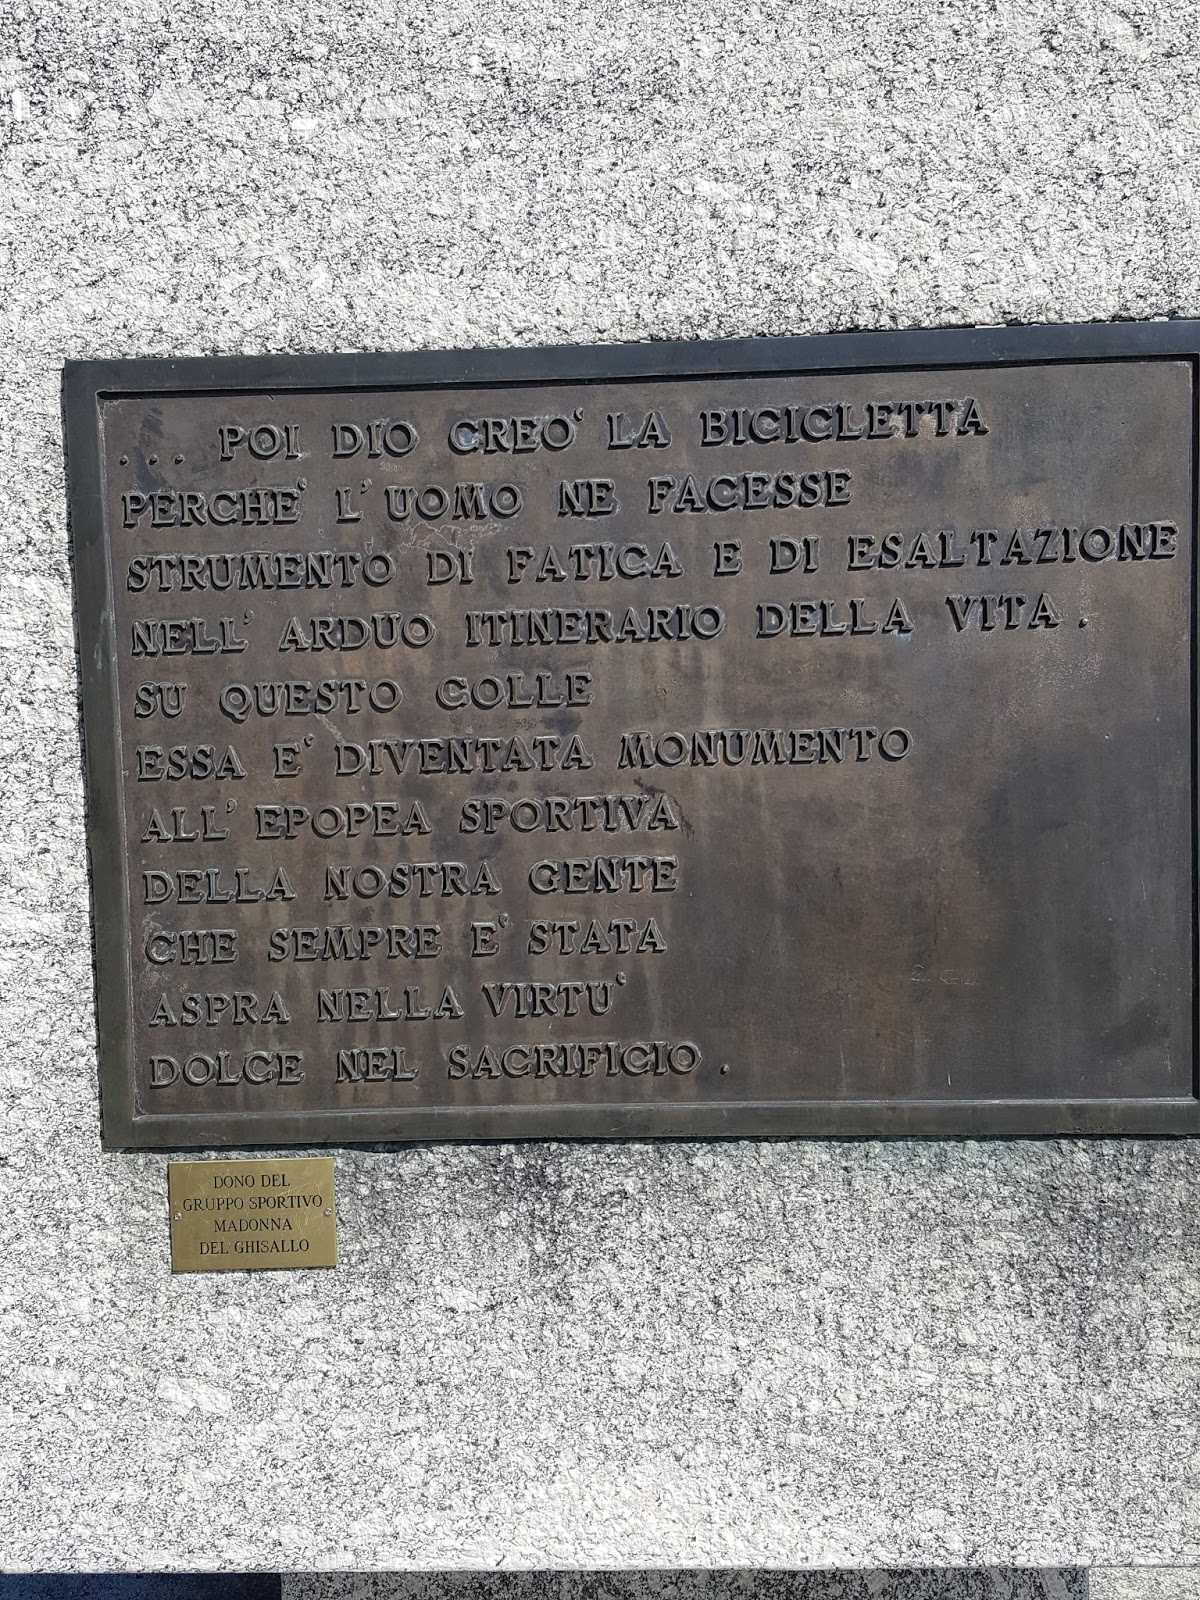 ... POI DIO CREO' LA BICICLETTA
PERCHE' L'UOMO NE FACESSE
STRUMENTO DI FATICA E DI ESALTAZIONE
NELL'ARDUO ITINERARIO DELLA VITA.
SU QUESTO COLLE
ESSA E' DIVENTATA MONUMENTO
ALL'EPOPEA SPORTIVA
DELLA NOSTRA GENTE
CHE SEMPRE E' STATA
ASPRA NELLA VIRTU'
DOLCE NEL SACRIFICIO.
DONO DEL
GRUPPO SPORTIVO
MADONNA
DEL GHISALLO